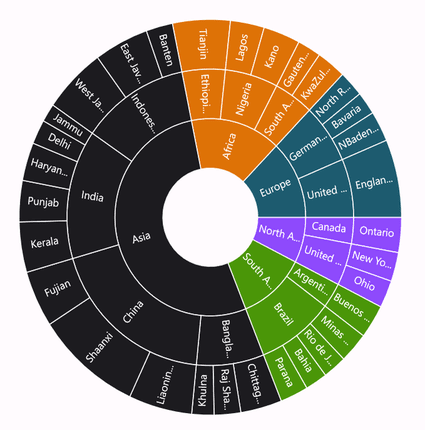 Africa
Ethiopi...
Nigeria
South A...
Tianjin
Lagos
Kano
Gauten...
KwaZul...
Europe
German...
United ...
North R...
Bavaria
NBaden...
Englan...
North A...
Canada
United ...
Ontario
New Yo...
Ohio
South A...
Argenti...
Brazil
Buenos ...
Minas ...
Rio de J...
Bahia
Parana
Asia
Bangla...
China
India
Indones...
Chittag...
Raj Sha...
Khulna
Liaonin...
Shaanxi
Fujian
Kerala
Punjab
Haryan...
Delhi
Jammu
West Ja...
East Jav...
Banten